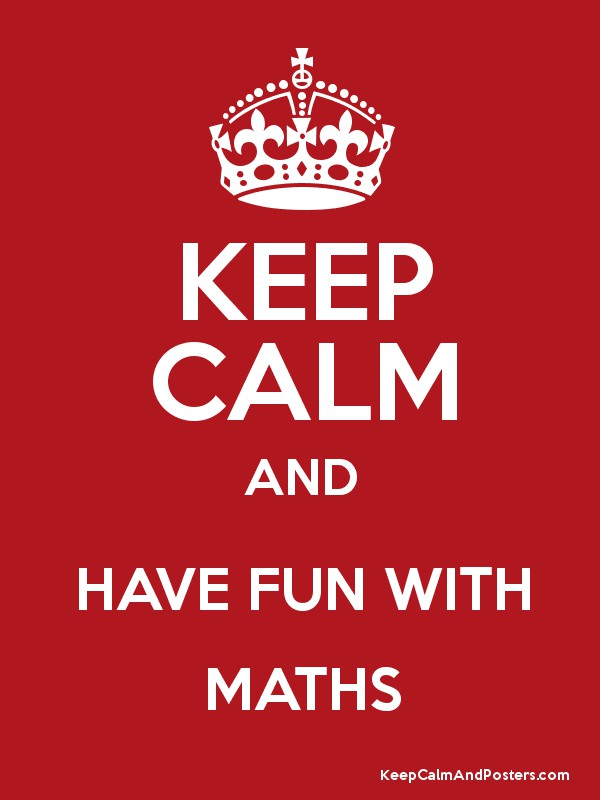 KEEP
CALM
AND
HAVE FUN WITH
MATHS
KeepCalmAndPosters.com